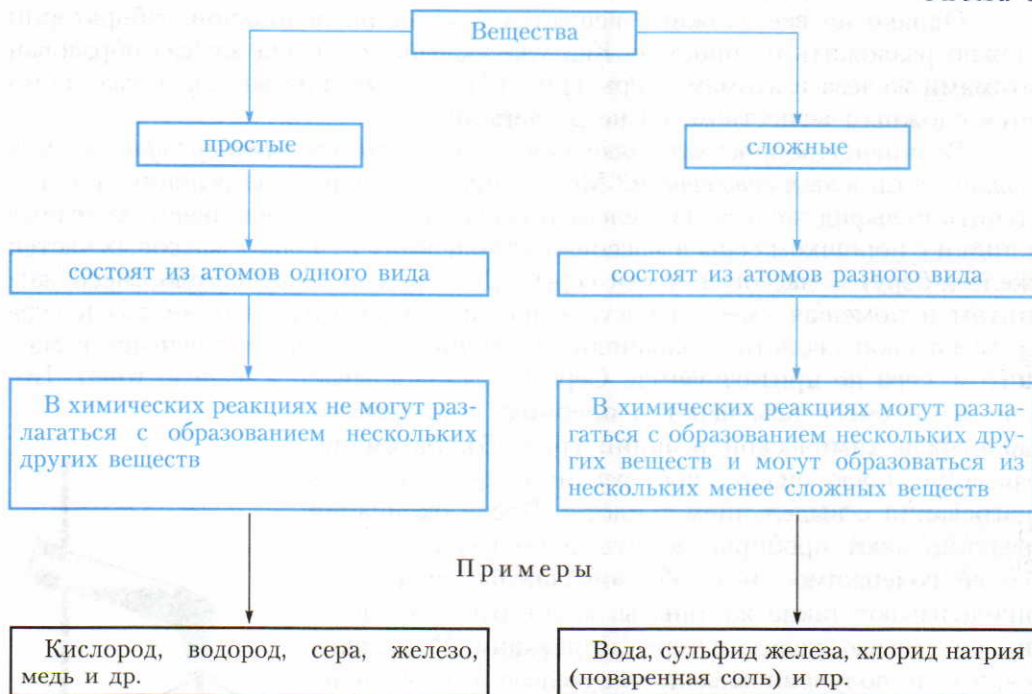 Вещества
простые
сложные
состоят из атомов одного вида
состоят из атомов разного вида
В химических реакциях не могут раз-
лагаться с образованием нескольких
других веществ
В химических реакциях могут разла-
гаться с образованием нескольких дру-
гих веществ и могут образоваться из
нескольких менее сложных веществ
Примеры
Кислород, водород, сера, железо,
медь и др.
Вода, сульфид железа, хлорид натрия
(поваренная соль) и др.